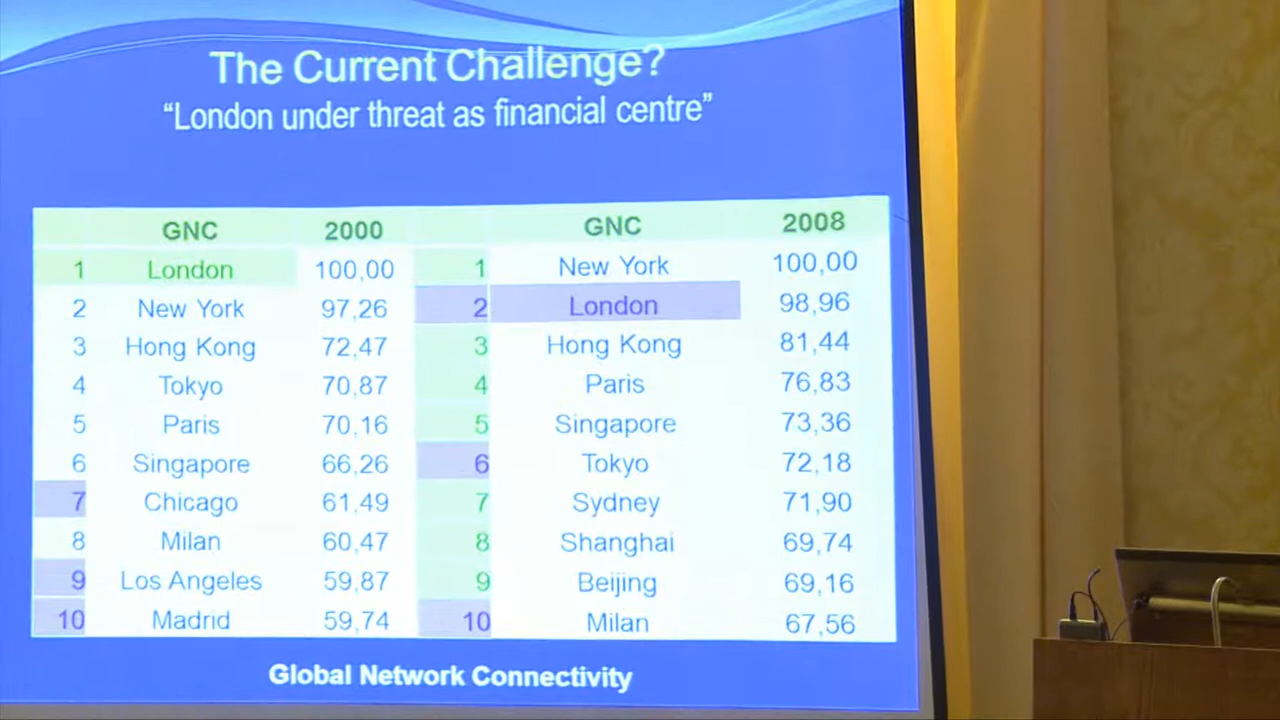 The Current Challenge?
“London under threat as financial centre”
GNC 2000 GNC 2008
1 London 100,00 1 New York 100,00
2 New York 97,26 2 London 98,96
3 Hong Kong 72,47 3 Hong Kong 81,44
4 Tokyo 70,87 4 Paris 76,83
5 Paris 70,16 5 Singapore 73,36
6 Singapore 66,26 6 Tokyo 72,18
7 Chicago 61,49 7 Sydney 71,90
8 Milan 60,47 8 Shanghai 69,74
9 Los Angeles 59,87 9 Beijing 69,16
10 Madrid 59,74 10 Milan 67,56
Global Network Connectivity